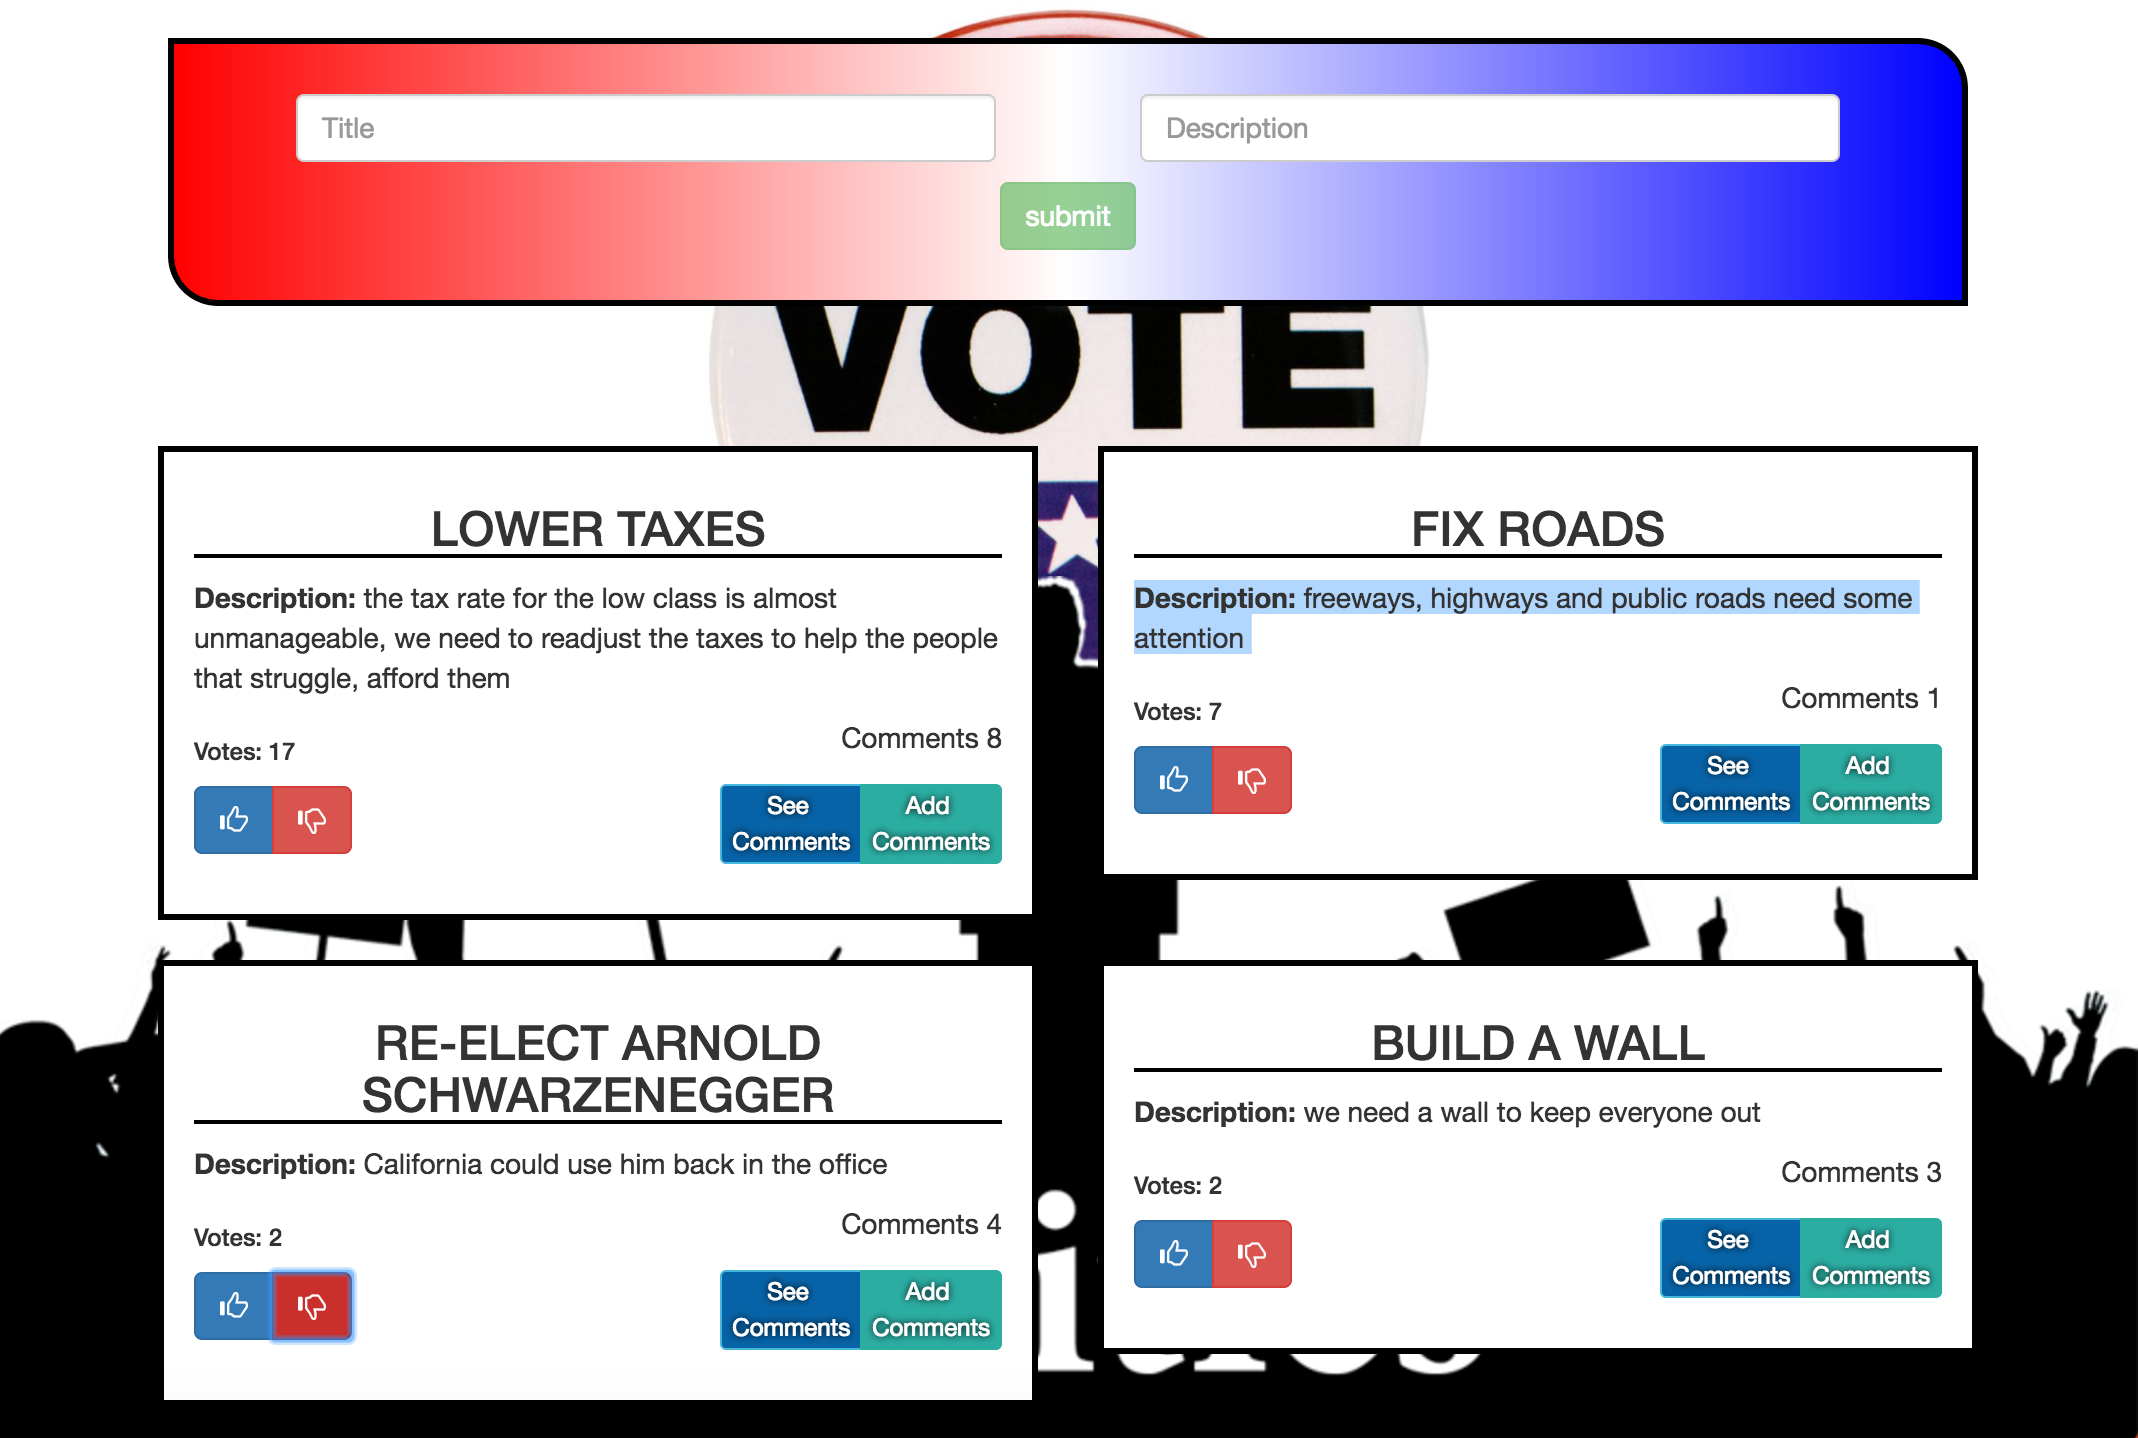 Title
Description
submit
VOTE
LOWER TAXES
Description: the tax rate for the low class is almost
unmanageable, we need to readjust the taxes to help the people
that struggle, afford them
Votes: 17
Comments 8
See
Comments
Add
Comments
FIX ROADS
Description: freeways, highways and public roads need some
attention
Votes: 7
Comments 1
See
Comments
Add
Comments
RE-ELECT ARNOLD
SCHWARZENEGGER
Description: California could use him back in the office
Votes: 2
Comments 4
See
Comments
Add
Comments
BUILD A WALL
Description: we need a wall to keep everyone out
Votes: 2
Comments 3
See
Comments
Add
Comments